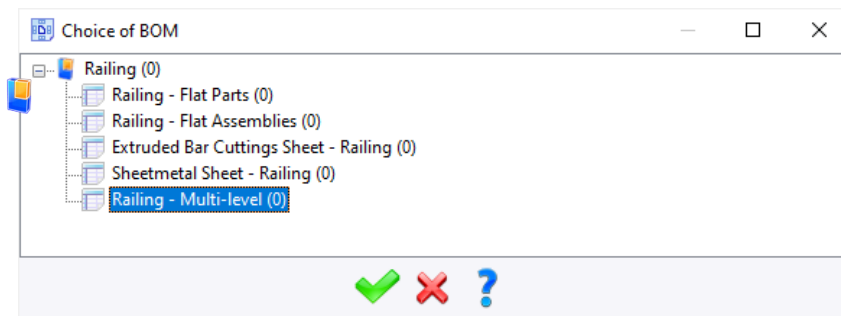 Choice of BOM
Railing (0)
Railing - Flat Parts (0)
Railing - Flat Assemblies (0)
Extruded Bar Cuttings Sheet - Railing (0)
Sheetmetal Sheet - Railing (0)
Railing - Multi-level (0)